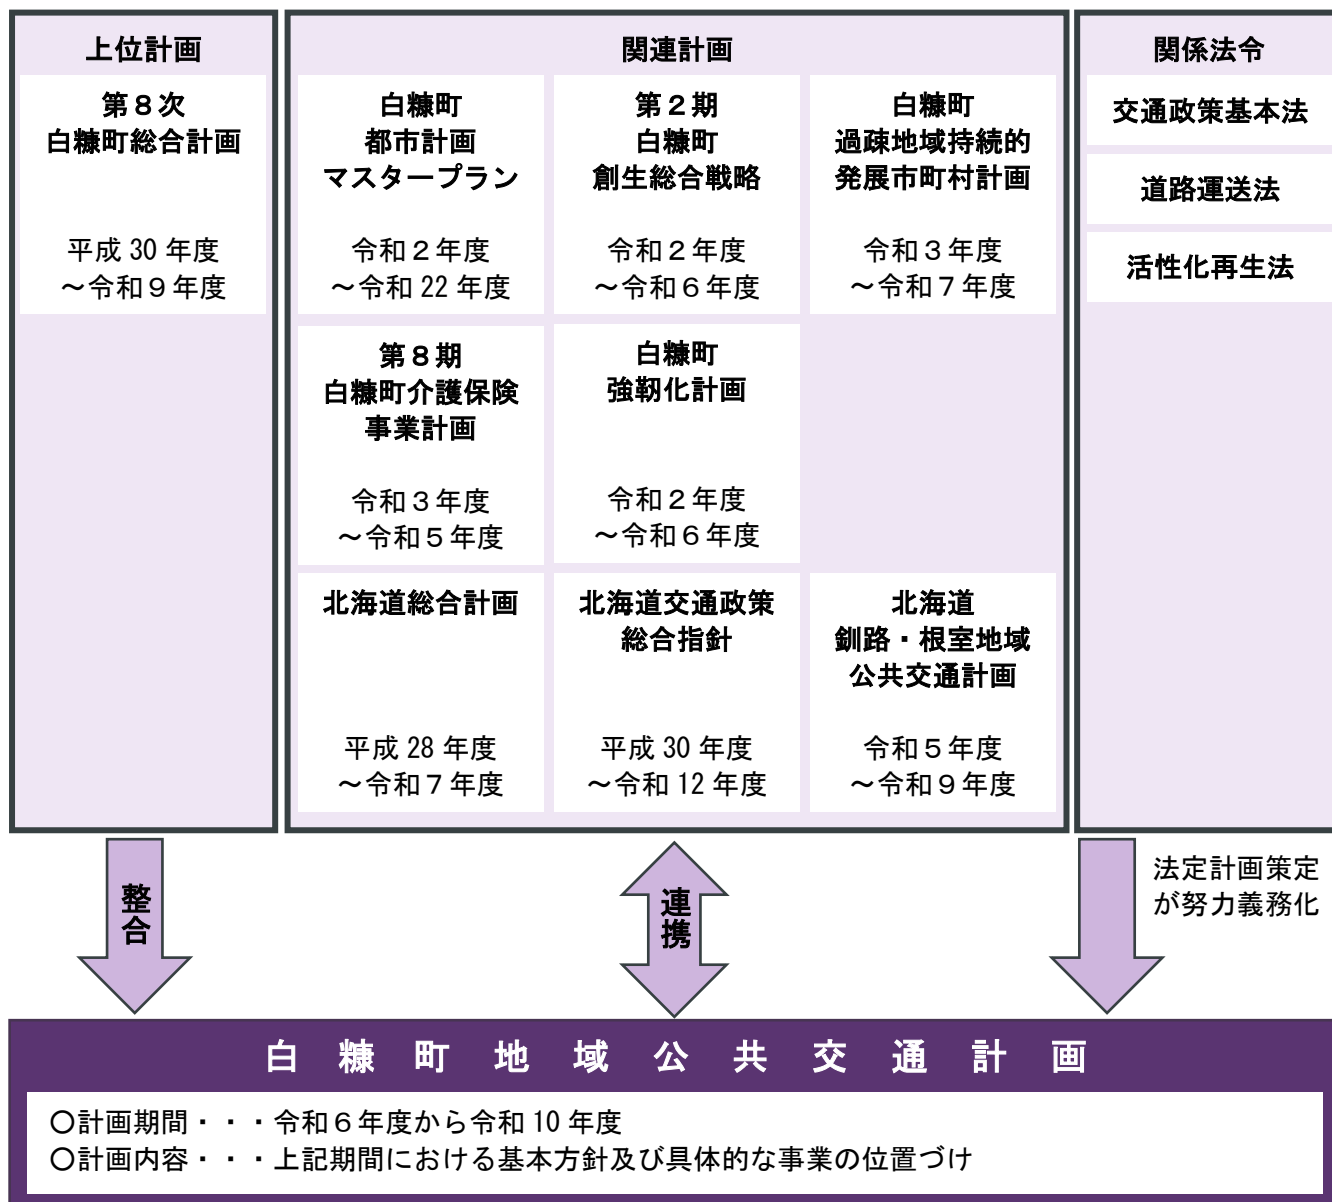 上位計画
第８次
白糠町総合計画
平成 30 年度
～令和９年度
関連計画
白糠町
都市計画
マスタープラン
令和２年度
～令和 22 年度
第２期
白糠町
創生総合戦略
令和２年度
～令和６年度
白糠町
過疎地域持続的
発展市町村計画
令和３年度
～令和７年度
第８期
白糠町介護保険
事業計画
令和３年度
～令和５年度
白糠町
強靭化計画
令和２年度
～令和６年度
北海道総合計画
平成 28 年度
～令和７年度
北海道交通政策
総合指針
平成 30 年度
～令和 12 年度
北海道
釧路・根室地域
公共交通計画
令和５年度
～令和９年度
関係法令
交通政策基本法
道路運送法
活性化再生法
整合
連携
法定計画策定
が努力義務化
白糠町地域公共交通計画
〇計画期間・・・令和６年度から令和 10 年度
〇計画内容・・・上記期間における基本方針及び具体的な事業の位置づけ